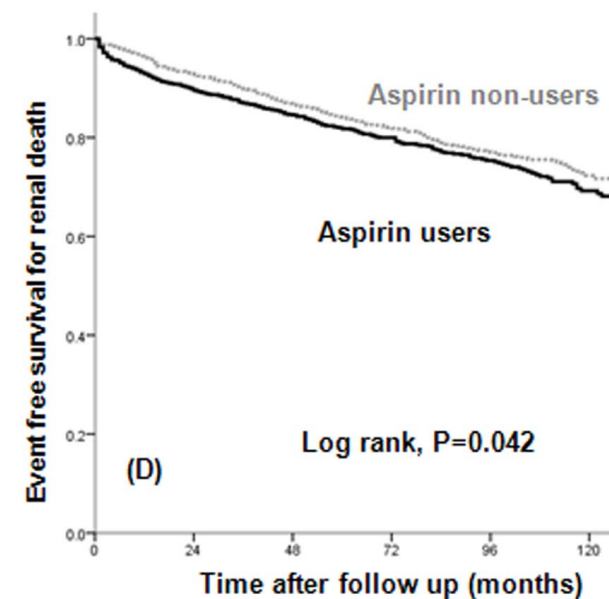 Event free survival for renal death
1.0
0.8
0.6
0.4
0.2
0.0
Aspirin non-users
Aspirin users
Log rank, P=0.042
(D)
0 24 48 72 96 120
Time after follow up (months)